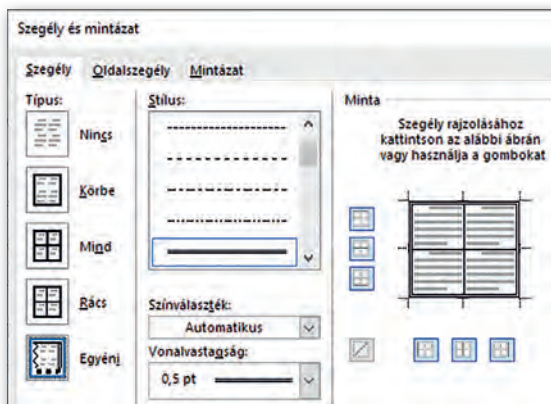 Szegély és mintázat
Szegély Oldalszegély Mintázat
Típus:
Nincs
Körbe
Mind
Rács
Egyéni
Stílus:
Színválaszték:
Automatikus
Vonalvastagság:
0,5 pt
Minta
Szegély rajzolásához
kattintson az alábbi ábrán
vagy használja a gombokat